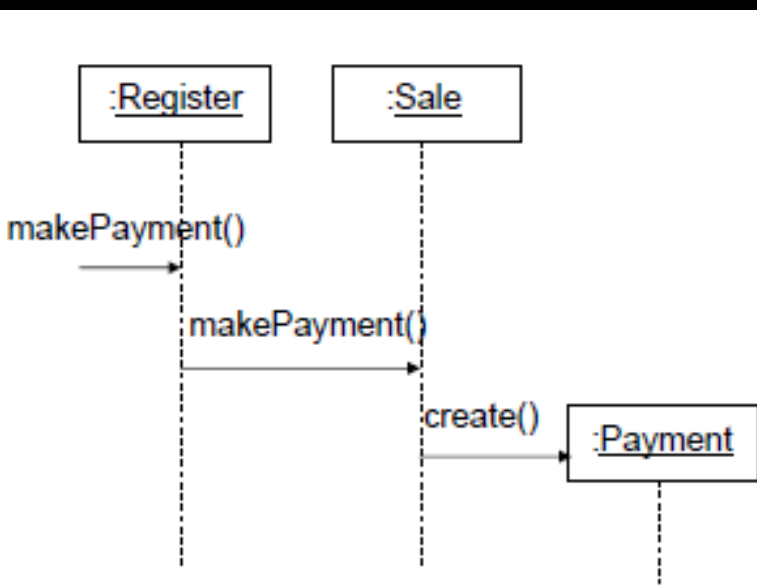 :Register
:Sale
makePayment()
makePayment()
create()
:Payment